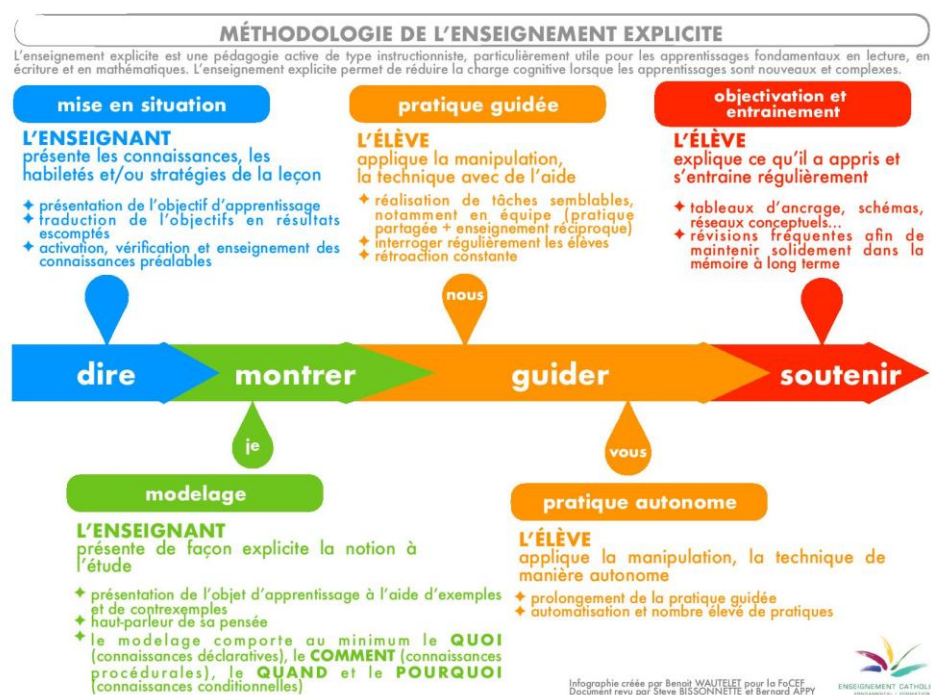 MÉTHODOLOGIE DE L'ENSEIGNEMENT EXPLICITE
L'enseignement explicite est une pédagogie active de type instructionniste, particulièrement utile pour les apprentissages fondamentaux en lecture, en
écriture et en mathématiques. L'enseignement explicite permet de réduire la charge cognitive lorsque les apprentissages sont nouveaux et complexes.
mise en situation
L'ENSEIGNANT
présente les connaissances, les
habiletés et/ou stratégies de la leçon
✦ présentation de l'objectif d'apprentissage
✦ traduction de l'objectifs en résultats
escomptés
✦ activation, vérification et enseignement des
connaissances préalables
pratique guidée
L'ÉLÈVE
applique la manipulation,
la technique avec de l'aide
✦ réalisation de tâches semblables,
notamment en équipe (pratique
partagée + enseignement réciproque)
✦ interroger régulièrement les élèves
✦ rétroaction constante
objectivation et
entrainement
L'ÉLÈVE
explique ce qu'il a appris et
s'entraine régulièrement
✦ tableaux d'ancrage, schémas,
réseaux conceptuels...
✦ révisions fréquentes afin de
maintenir solidement dans la
mémoire à long terme
nous
dire
montrer
guider
soutenir
je
vous
modelage
L'ENSEIGNANT
présente de façon explicite la notion à
l'étude
✦ présentation de l'objet d'apprentissage à l'aide d'exemples
et de contrexemples
✦ haut-parleur de sa pensée
✦ le modelage comporte au minimum le QUOI
(connaissances déclaratives), le COMMENT (connaissances
procédurales), le QUAND et le POURQUOI
(connaissances conditionnelles)
pratique autonome
L'ÉLÈVE
applique la manipulation, la technique de
manière autonome
✦ prolongement de la pratique guidée
✦ automatisation et nombre élevé de pratiques
Infographie créée par Benoit WAUTELET pour la FoCEF
Document revu par Steve BISSONNETTE et Bernard APPY
ENSEIGNEMENT CATHOLIQ